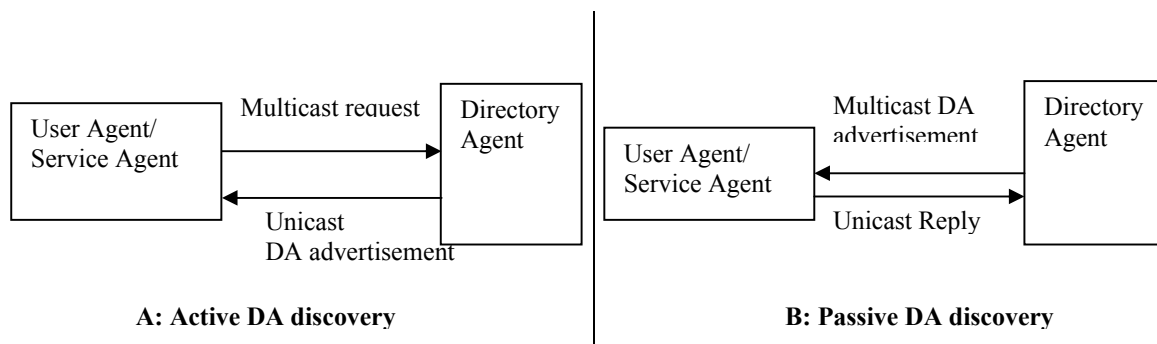 Multicast request
User Agent/
Service Agent
Directory
Agent
Unicast
DA advertisement
A: Active DA discovery
Multicast DA
advertisement
Directory
Agent
User Agent/
Service Agent
Unicast Reply
B: Passive DA discovery